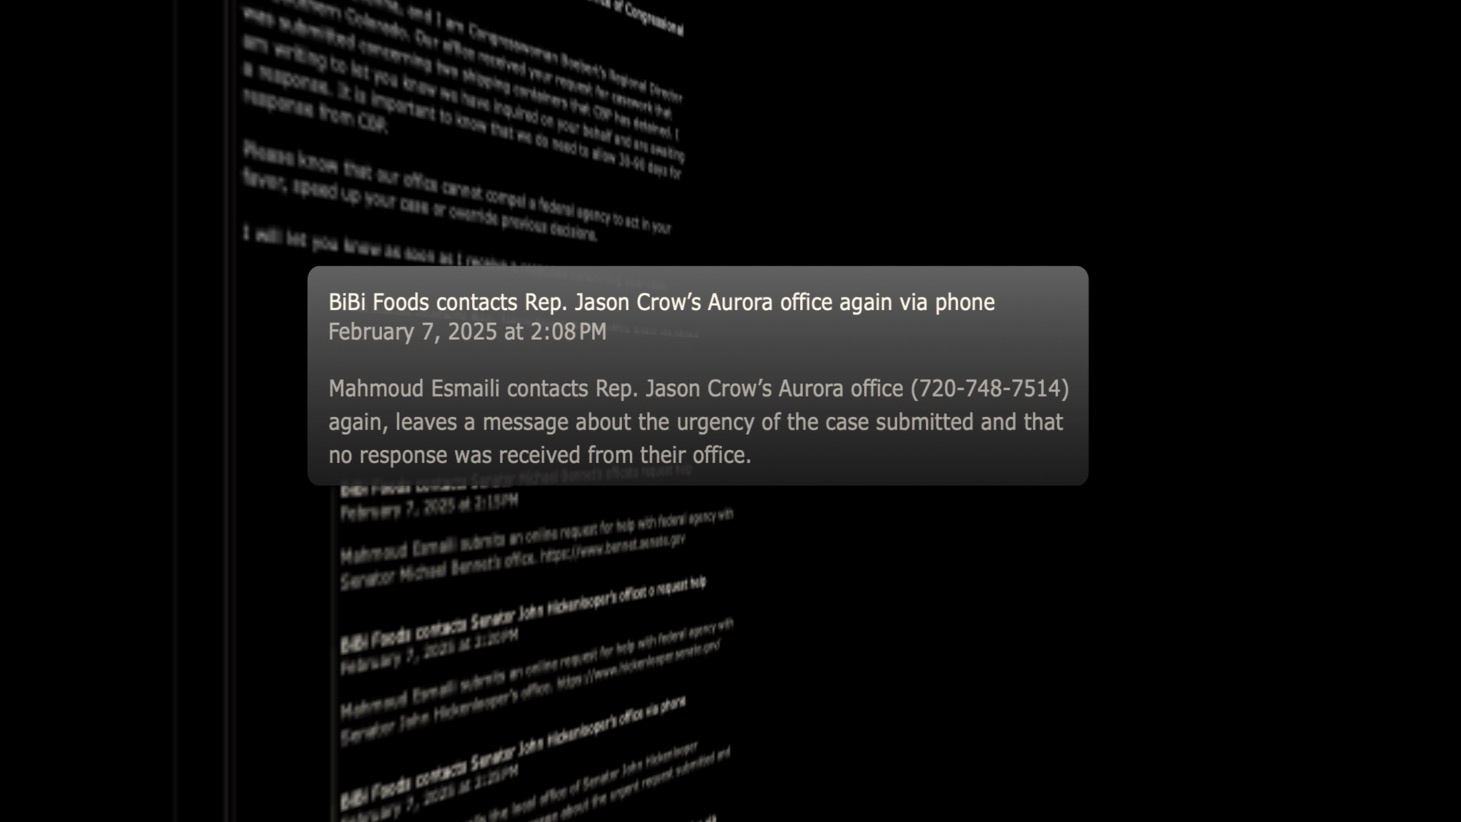 of Congressional
and I am Congresswoman Boebert's Regional Director
Southern Colorado. Our office received your request for casework that
was submitted concerning two shipping containers that CBP has detained. I
am writing to let you know we have inquired on your behalf and are awaiting
a response. It is important to know that we do need to allow 30-90 days for
response from CBP.
Please know that our office cannot compel a federal agency to act in your
favor, speed up your case or override previous decisions.
I will let you know as soon as I receive a
BiBi Foods contacts Rep. Jason Crow’s Aurora office again via phone
February 7, 2025 at 2:08 PM
Mahmoud Esmaili contacts Rep. Jason Crow’s Aurora office (720-748-7514)
again, leaves a message about the urgency of the case submitted and that
no response was received from their office.
BiBi Foods contacts Senator Michael Bennet's office request help
February 7, 2025 at 2:15PM
Mahmoud Esmaili submits an online request for help with federal agency with
Senator Michael Bennet's office. https://www.bennet.senate.gov
BiBi Foods contacts Senator John Hickenlooper's office request help
February 7, 2025 at 2:20PM
Mahmoud Esmaili submits an online request for help with federal agency with
Senator John Hickenlooper's office. https://www.hickenlooper.senate.gov/
BiBi Foods contacts Senator John Hickenlooper's office via phone
February 7, 2025 at 2:25PM
the local office of Senator John Hickenlooper
about the urgent request submitted and